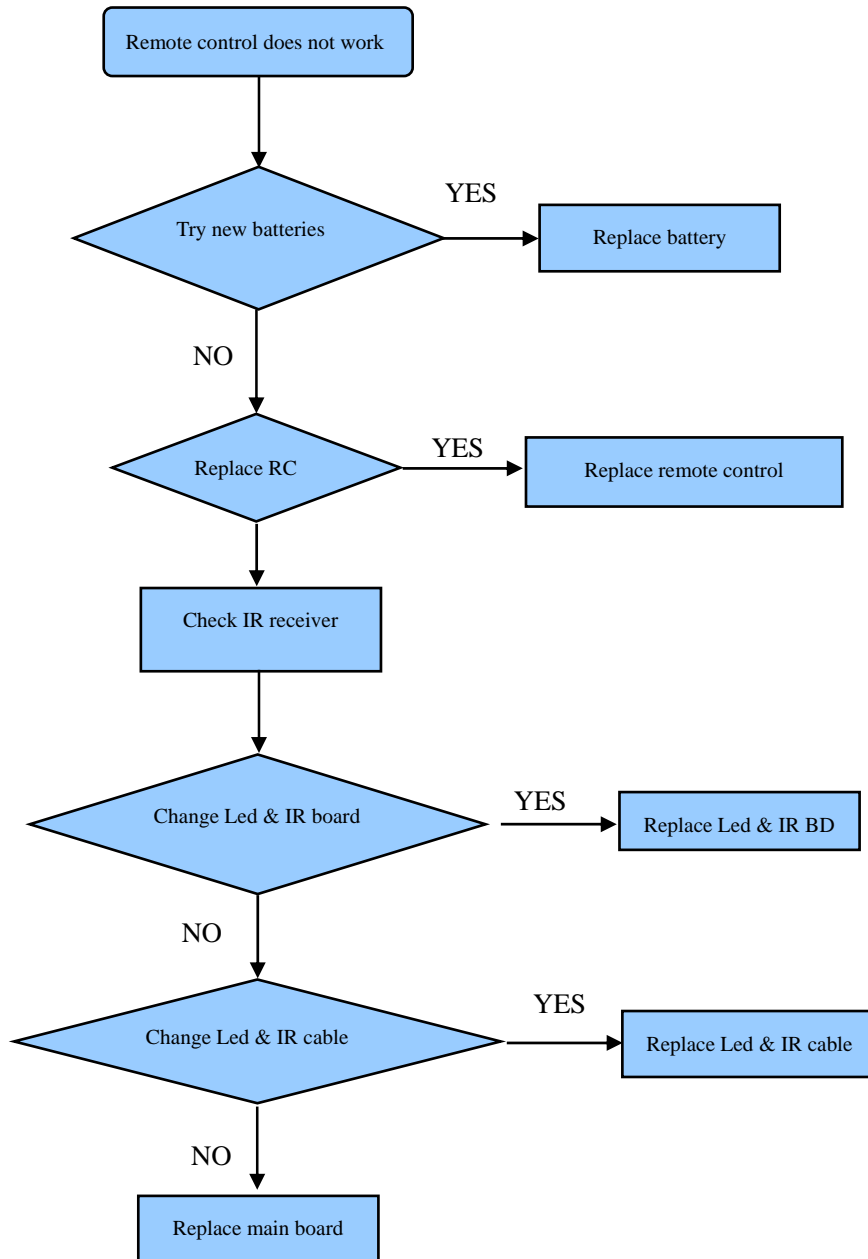 Remote control does not work
YES
Try new batteries
Replace battery
NO
YES
Replace RC
Replace remote control
Check IR receiver
YES
Change Led & IR board
Replace Led & IR BD
NO
YES
Change Led & IR cable
Replace Led & IR cable
NO
Replace main board